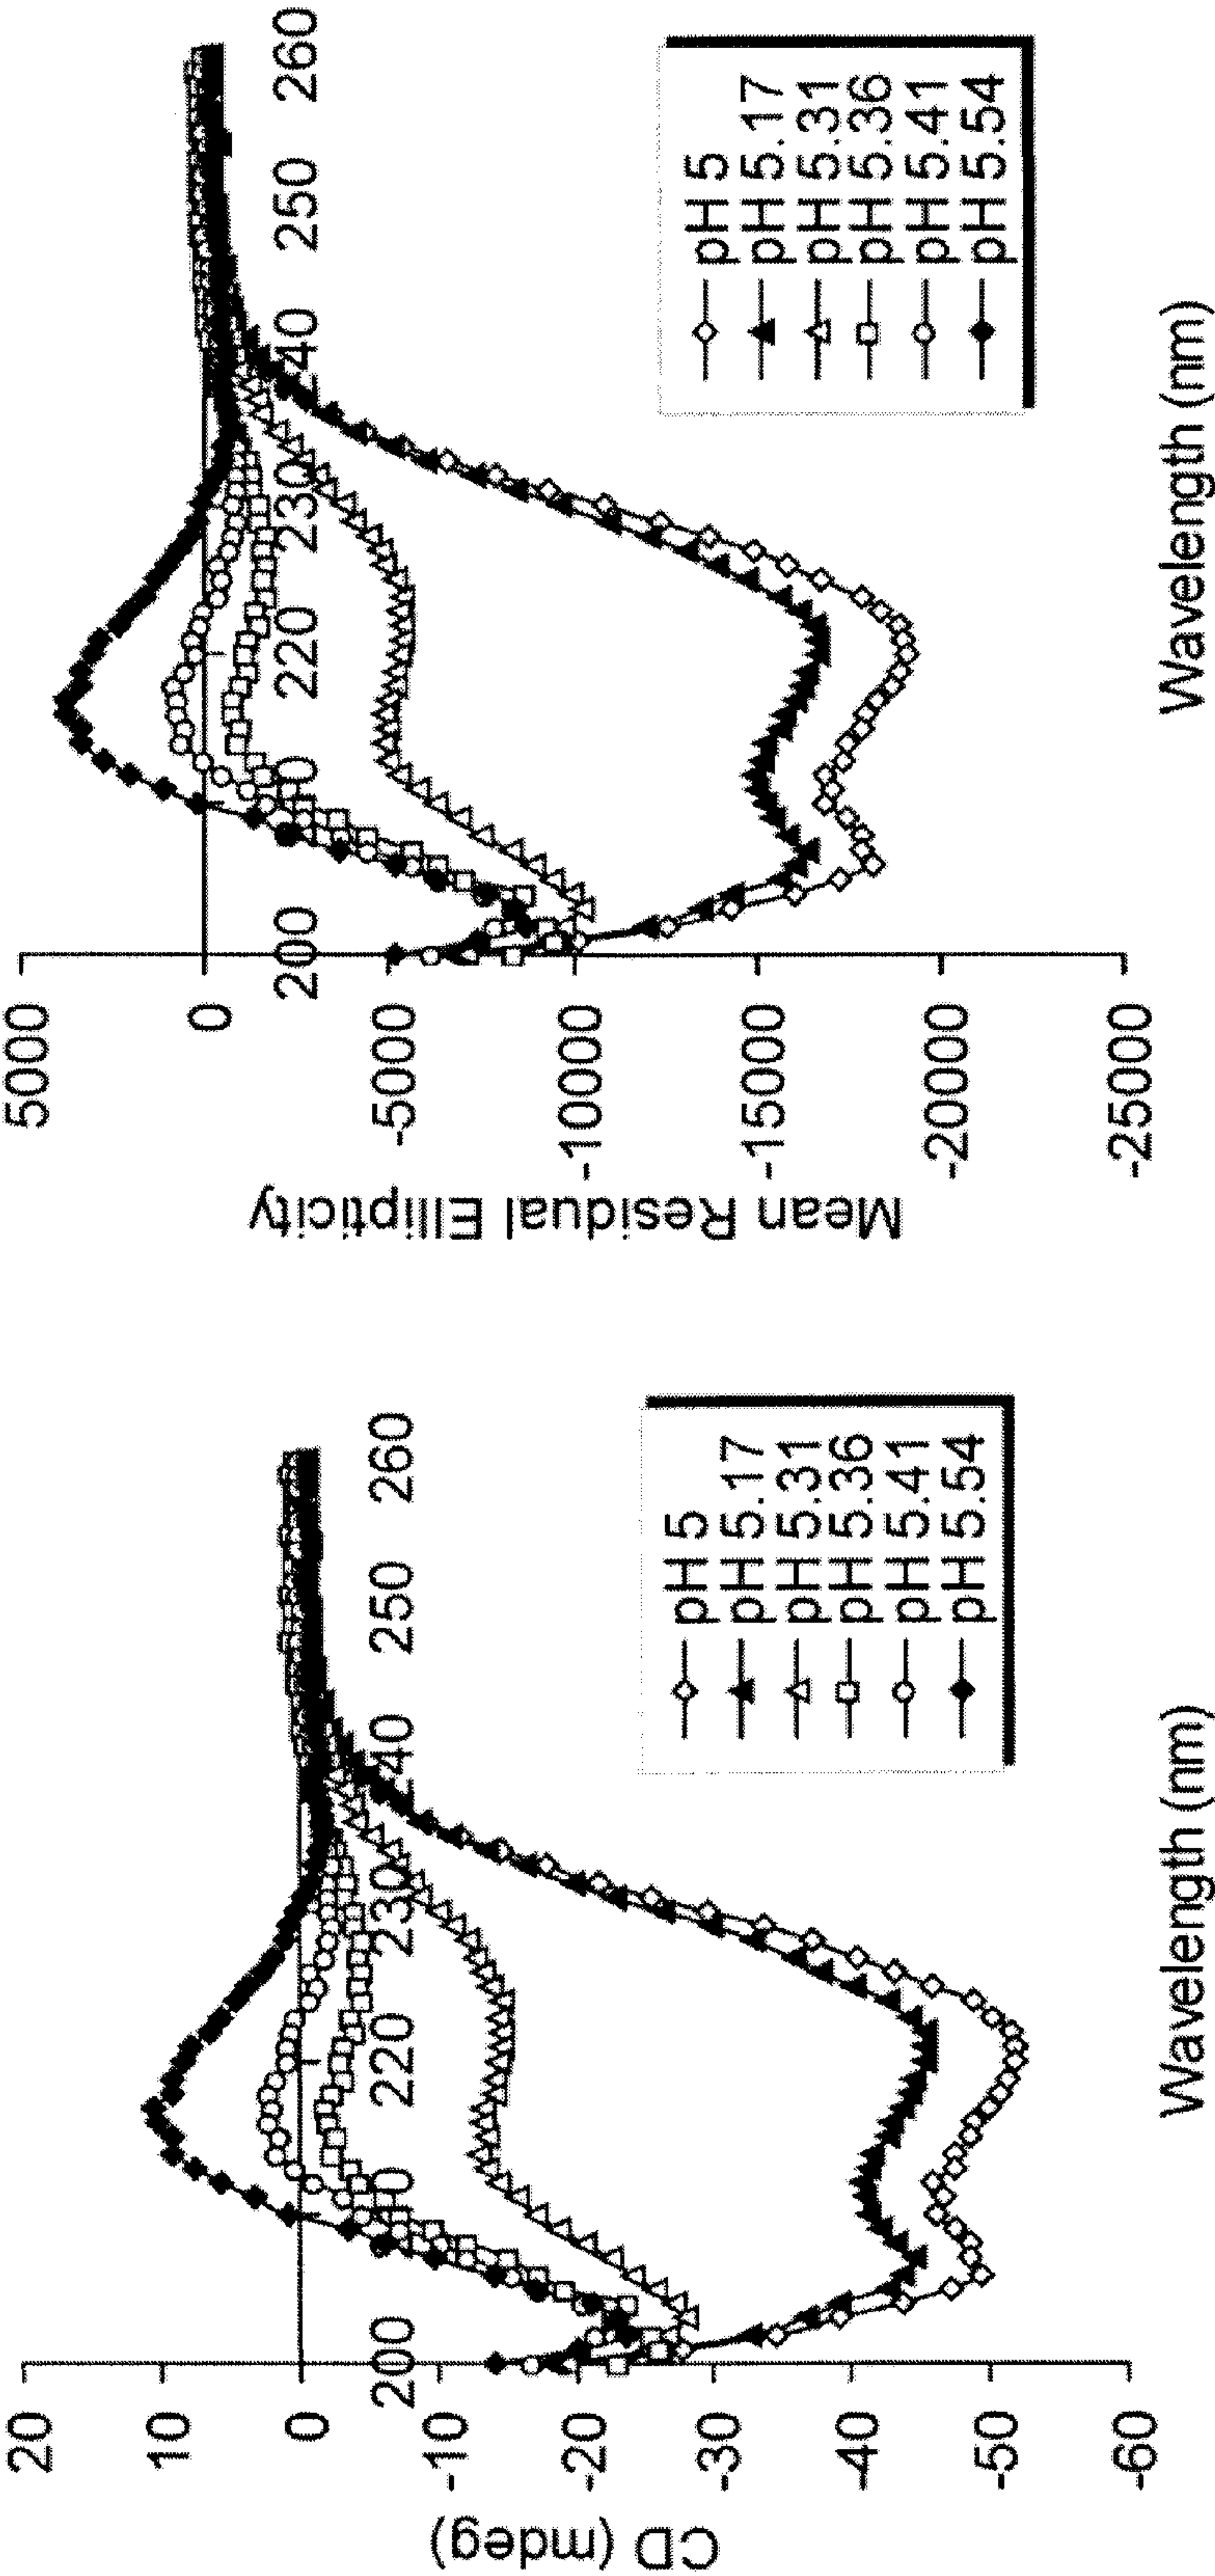 CD (mdeg)
20
10
0
-10
-20
-30
-40
-50
-60
200
220
230
240
250
260
Wavelength (nm)
pH 5
pH 5.17
pH 5.31
pH 5.36
pH 5.41
pH 5.54
Mean Residual Ellipticity
5000
0
-5000
-10000
-15000
-20000
-25000
200
220
230
240
250
260
Wavelength (nm)
pH 5
pH 5.17
pH 5.31
pH 5.36
pH 5.41
pH 5.54